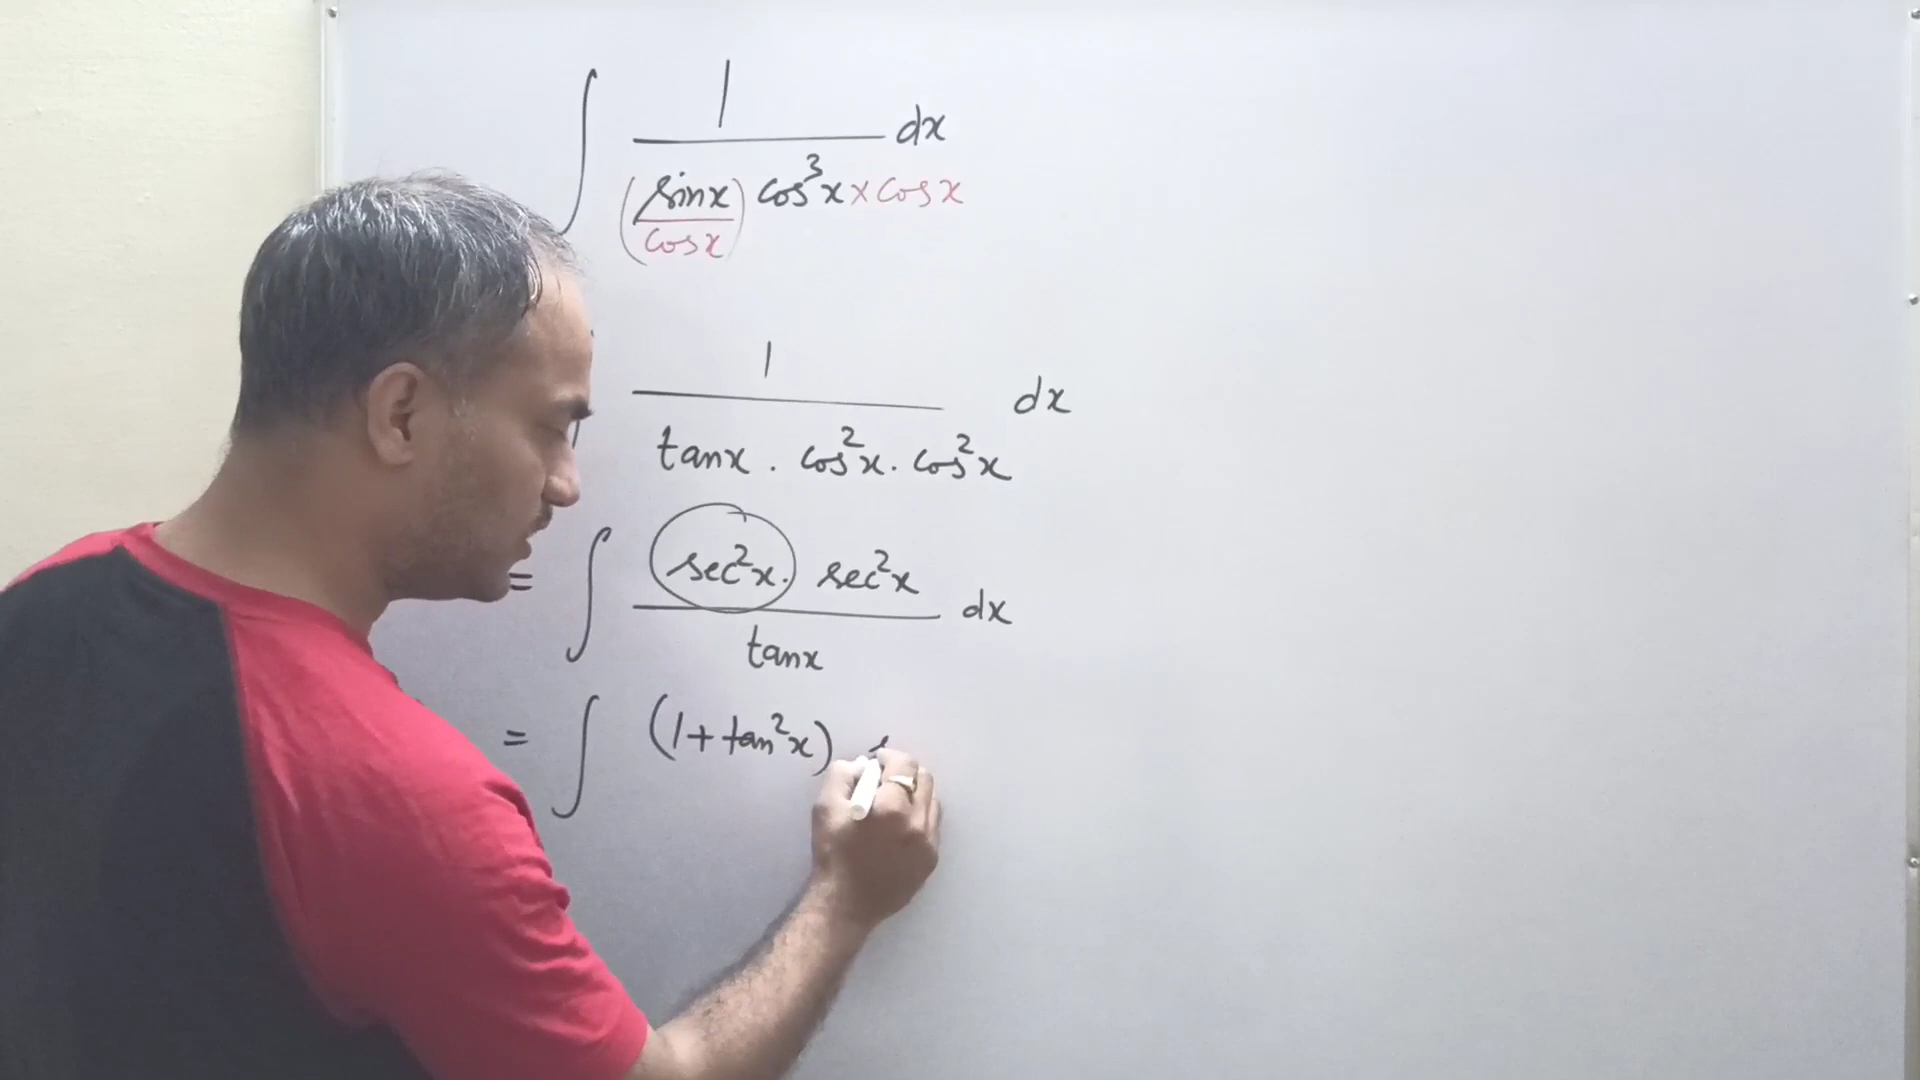 ∫ 1 / ((sinx / cosx) cos³x × cosx) dx
1 / (tanx . cos²x . cos²x) dx
= ∫ (sec²x . sec²x) / tanx dx
= ∫ (1 + tan²x)